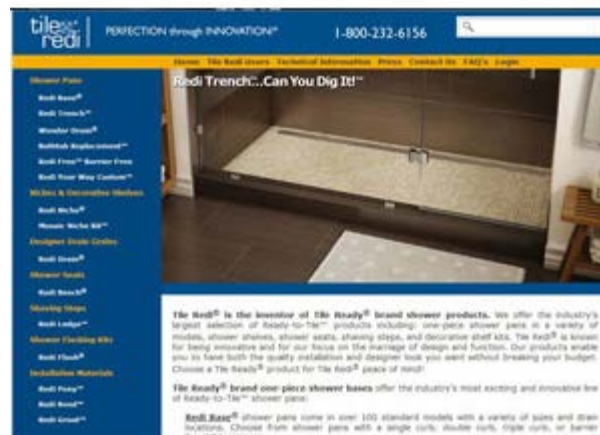 tile redi
PERFECTION through INNOVATION™
1-800-232-6156
Home Tile Redi Users Technical Information Press Contact Us FAQ's Login
Shower Pans
Redi Base®
Redi Trench™
Wonder Drain®
Bathtub Replacement™
Redi Free™ Barrier Free
Redi Your Way Custom™
Niches & Decorative Shelves
Redi Niche®
Mosaic Niche Kit™
Designer Drain Grates
Redi Drain®
Shower Seats
Redi Bench®
Shaving Steps
Redi Ledge™
Shower Flashing Kits
Redi Flash®
Installation Materials
Redi Poxy™
Redi Bond™
Redi Grout™
Redi Trench™...Can You Dig It!™
Tile Redi® is the inventor of Tile Ready® brand shower products. We offer the industry's
largest selection of Ready-to-Tile™ products including: one-piece shower pans in a variety of
models, shower shelves, shower seats, shaving steps, and decorative shelf kits. Tile Redi® is known
for being innovative and for our focus on the marriage of design and function. Our products enable
you to have both the quality installation and designer look you want without breaking your budget.
Choose a Tile Ready® product for Tile Redi® peace of mind!
Tile Ready® brand one-piece shower bases offer the industry's most exciting and innovative line
of Ready-to-Tile™ shower pans:
Redi Base® shower pans come in over 100 standard models with a variety of sizes and drain
locations. Choose from shower pans with a single curb, double curb, triple curb, or barrier